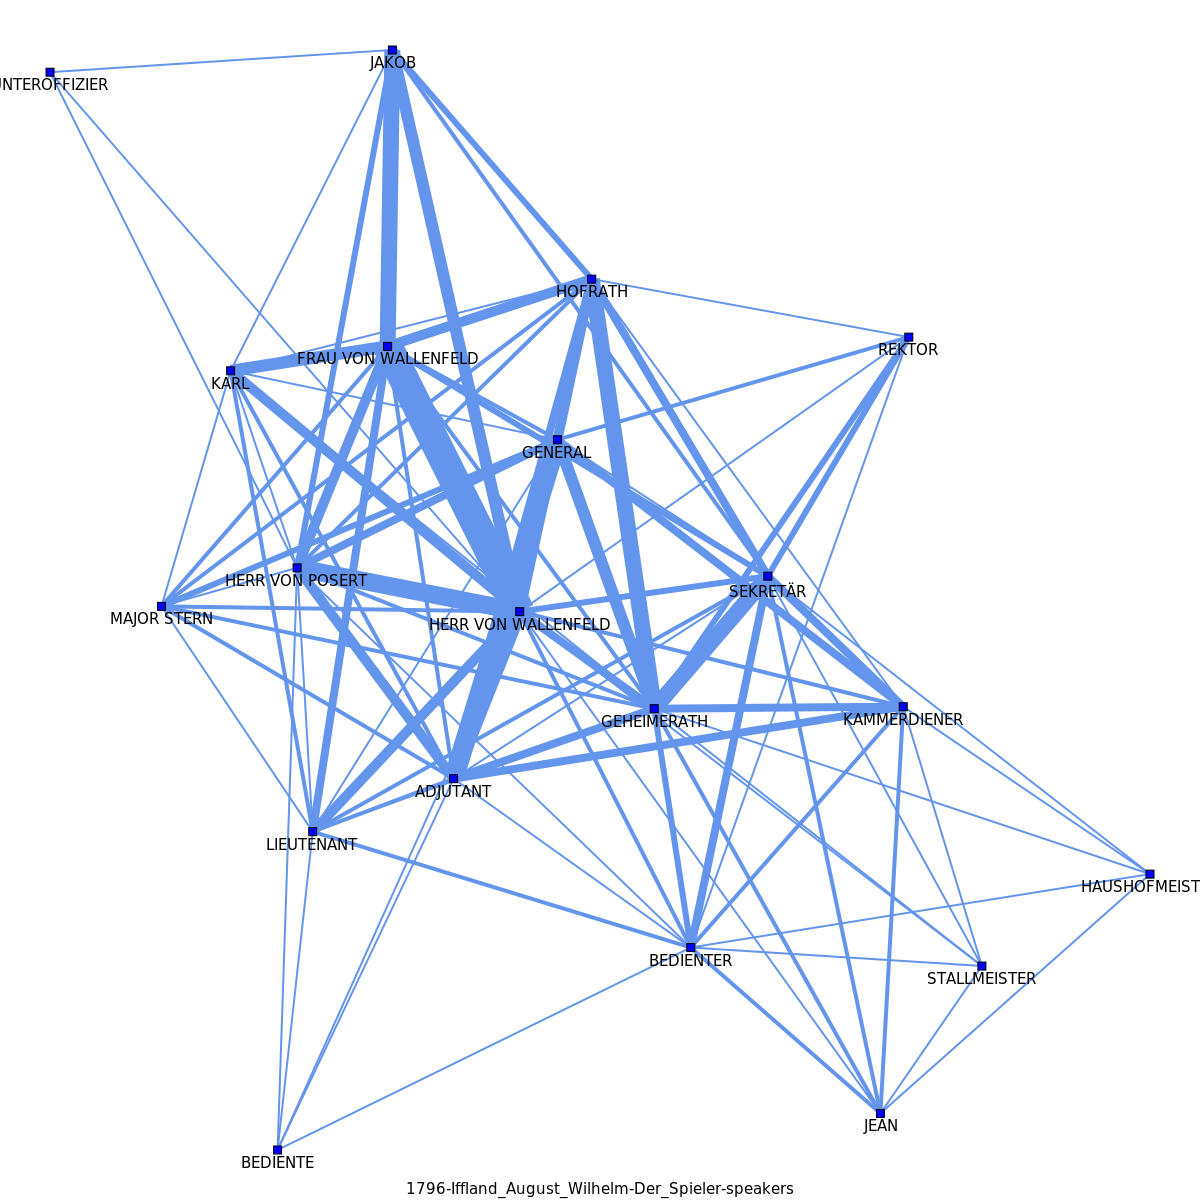 JAKOB
UNTEROFFIZIER
HOFRATH
REKTOR
FRAU VON WALLENFELD
KARL
GENERAL
HERR VON POSERT
SEKRETÄR
MAJOR STERN
HERR VON WALLENFELD
GEHEIMERATH
KAMMERDIENER
ADJUTANT
LIEUTENANT
HAUSHOFMEIST
BEDIENTER
STALLMEISTER
JEAN
BEDIENTE
1796-Iffland_August_Wilhelm-Der_Spieler-speakers